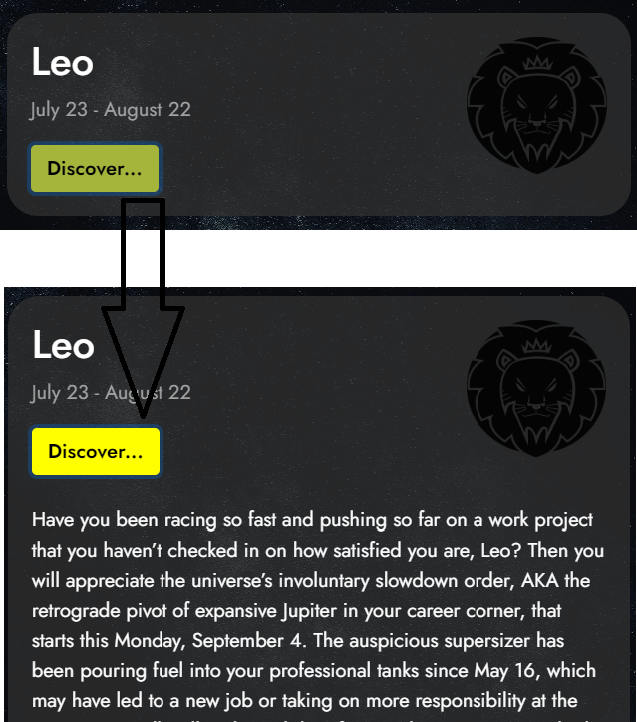 Leo
July 23 - August 22
Discover...
Leo
July 23 - August 22
Discover...
Have you been racing so fast and pushing so far on a work project
that you haven’t checked in on how satisfied you are, Leo? Then you
will appreciate the universe’s involuntary slowdown order, AKA the
retrograde pivot of expansive Jupiter in your career corner, that
starts this Monday, September 4. The auspicious supersizer has
been pouring fuel into your professional tanks since May 16, which
may have led to a new job or taking on more responsibility at the